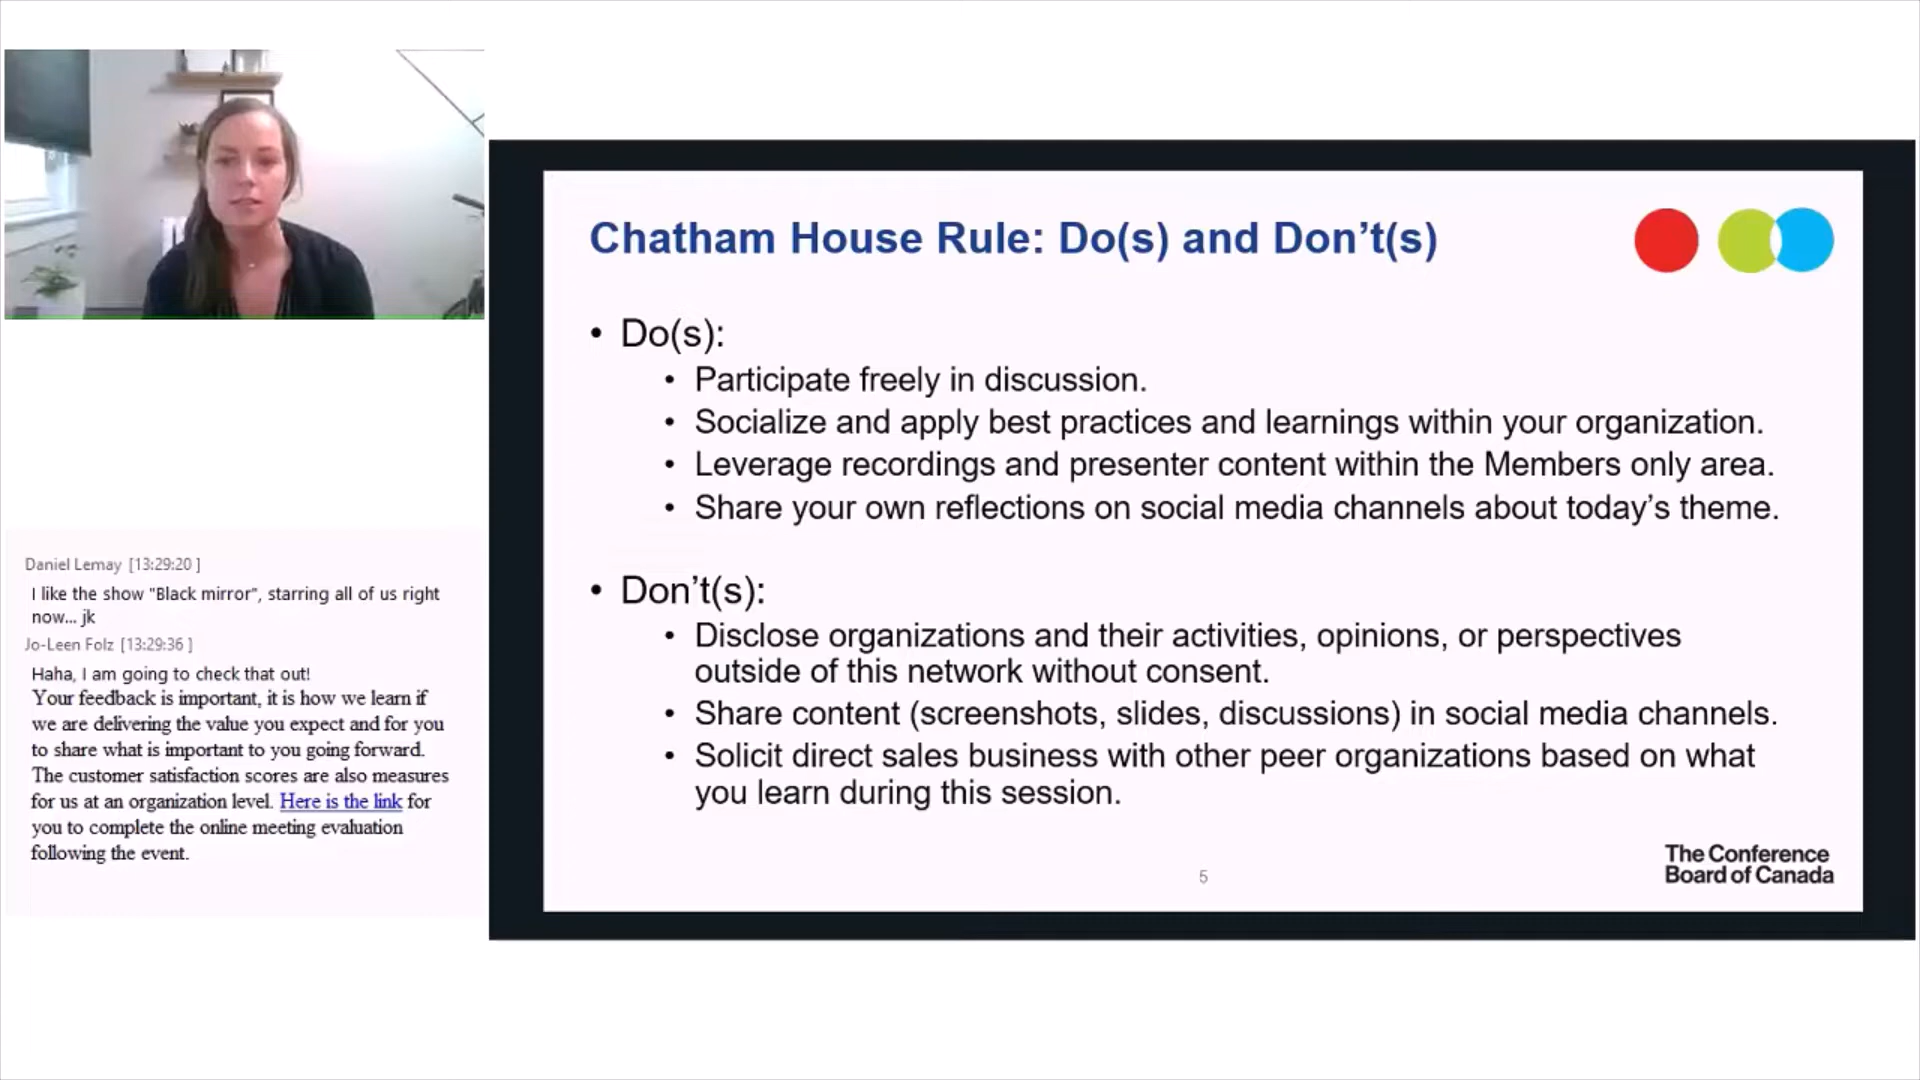 Chatham House Rule: Do(s) and Don’t(s)
• Do(s):
• Participate freely in discussion.
• Socialize and apply best practices and learnings within your organization.
• Leverage recordings and presenter content within the Members only area.
• Share your own reflections on social media channels about today’s theme.
• Don’t(s):
• Disclose organizations and their activities, opinions, or perspectives
outside of this network without consent.
• Share content (screenshots, slides, discussions) in social media channels.
• Solicit direct sales business with other peer organizations based on what
you learn during this session.
5
The Conference
Board of Canada
Daniel Lemay [13:29:20 ]
I like the show "Black mirror", starring all of us right
now... jk
Jo-Leen Folz [13:29:36 ]
Haha, I am going to check that out!
Your feedback is important, it is how we learn if
we are delivering the value you expect and for you
to share what is important to you going forward.
The customer satisfaction scores are also measures
for us at an organization level. Here is the link for
you to complete the online meeting evaluation
following the event.